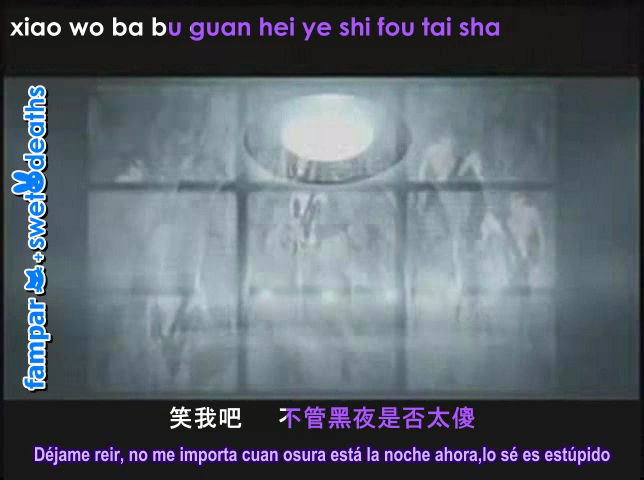 xiao wo ba bu guan hei ye shi fou tai sha
fampar + swet deaths
笑我吧 不管黑夜是否太傻
Déjame reir, no me importa cuan osura está la noche ahora,lo sé es estúpido